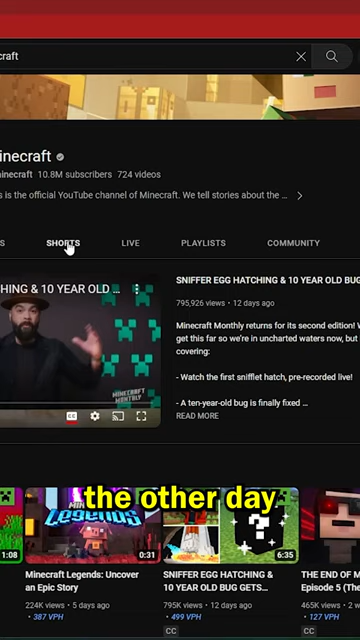 craft
inecraft
inecraft 10.8M subscribers 724 videos
s is the official YouTube channel of Minecraft. We tell stories about the ...
S SHORTS LIVE PLAYLISTS COMMUNITY
HING & 10 YEAR OLD ...
MINECRAFT
MONTHLY
SNIFFER EGG HATCHING & 10 YEAR OLD BUG
795,926 views • 12 days ago
Minecraft Monthly returns for its second edition! W
get this far so we're in uncharted waters now, but
covering:
- Watch the first snifflet hatch, pre-recorded live!
- A ten-year-old bug is finally fixed ...
READ MORE
the other day
MINECRAFT
LEGENDS
1:08
0:31
6:35
Minecraft Legends: Uncover
an Epic Story
224K views • 5 days ago
• 387 VPH
SNIFFER EGG HATCHING &
10 YEAR OLD BUG GETS...
795K views • 12 days ago
• 499 VPH
CC
THE END OF M
Episode 5 (The
465K views • 2 w
• 127 VPH
CC